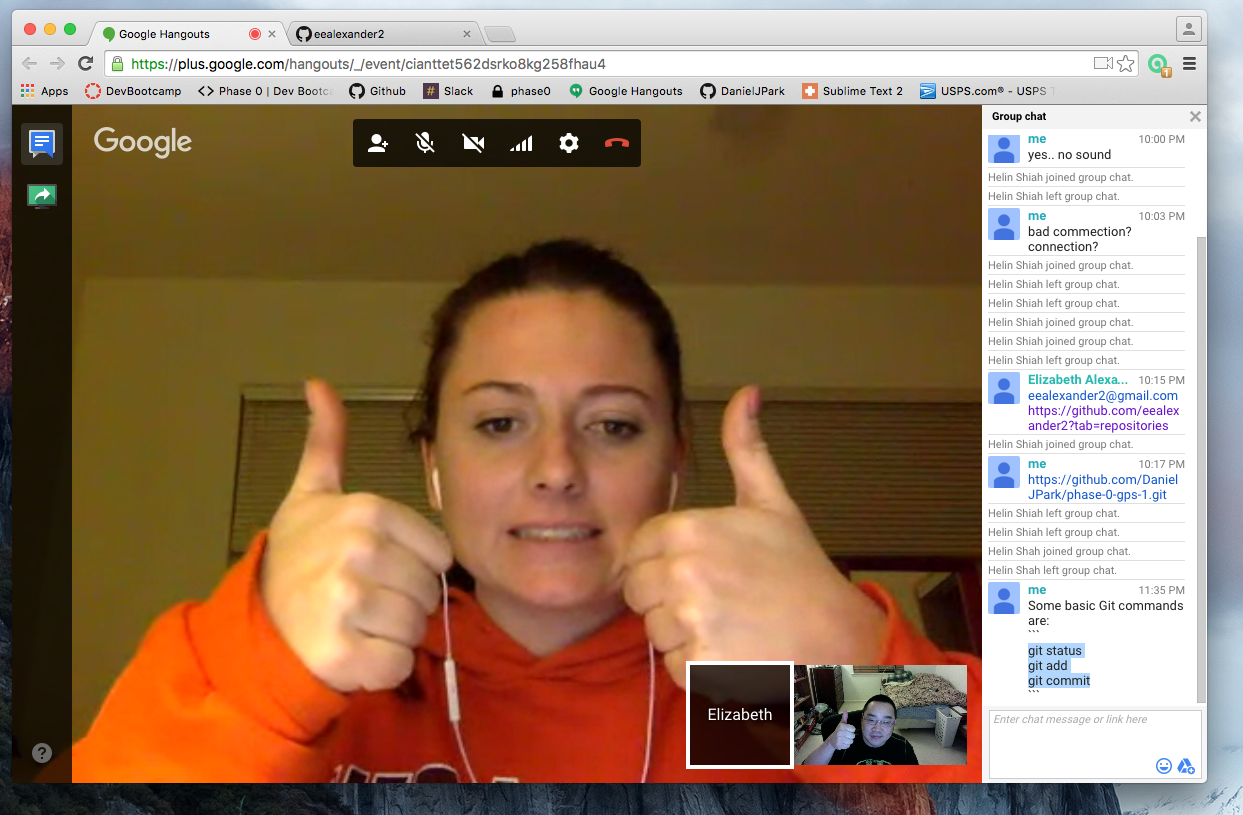 Google Hangouts
eealexander2
https://plus.google.com/hangouts/_/event/cianttet562dsrko8kg258fhau4
Apps
DevBootcamp
<> Phase 0 | Dev Bootc
Github
# Slack
phase0
Google Hangouts
DanielJPark
Sublime Text 2
USPS.com® - USPS
Google
Group chat
me 10:00 PM
yes.. no sound
Helin Shiah joined group chat.
Helin Shiah left group chat.
me 10:03 PM
bad commection?
connection?
Helin Shiah joined group chat.
Helin Shiah left group chat.
Helin Shiah left group chat.
Helin Shiah joined group chat.
Helin Shiah joined group chat.
Helin Shiah left group chat.
Elizabeth Alexa... 10:15 PM
eealexander2@gmail.com
https://github.com/eealex
ander2?tab=repositories
Helin Shiah joined group chat.
me 10:17 PM
https://github.com/Daniel
JPark/phase-0-gps-1.git
Helin Shiah left group chat.
Helin Shiah left group chat.
Helin Shah joined group chat.
Helin Shah left group chat.
me 11:35 PM
Some basic Git commands
are:
```
git status
git add
git commit
```
Enter chat message or link here
Elizabeth
?